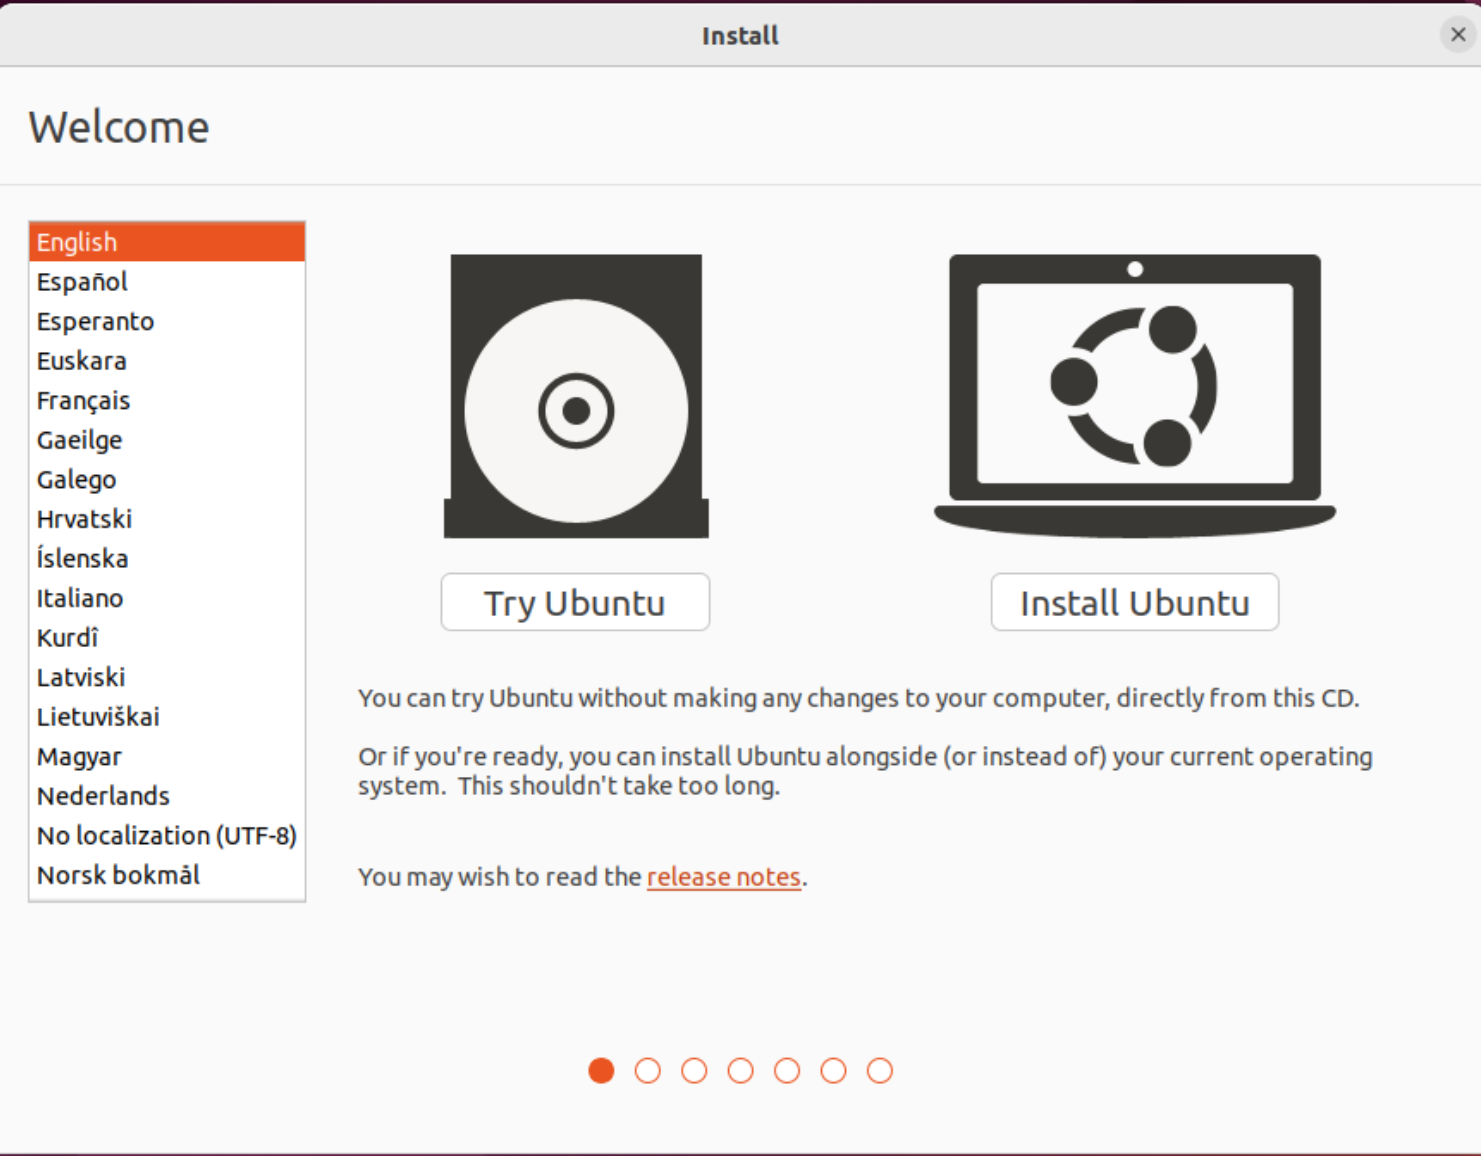 Install
Welcome
English
Español
Esperanto
Euskara
Français
Gaeilge
Galego
Hrvatski
Íslenska
Italiano
Kurdî
Latviski
Lietuviškai
Magyar
Nederlands
No localization (UTF-8)
Norsk bokmål
Try Ubuntu
Install Ubuntu
You can try Ubuntu without making any changes to your computer, directly from this CD.
Or if you're ready, you can install Ubuntu alongside (or instead of) your current operating
system.  This shouldn't take too long.
You may wish to read the release notes.